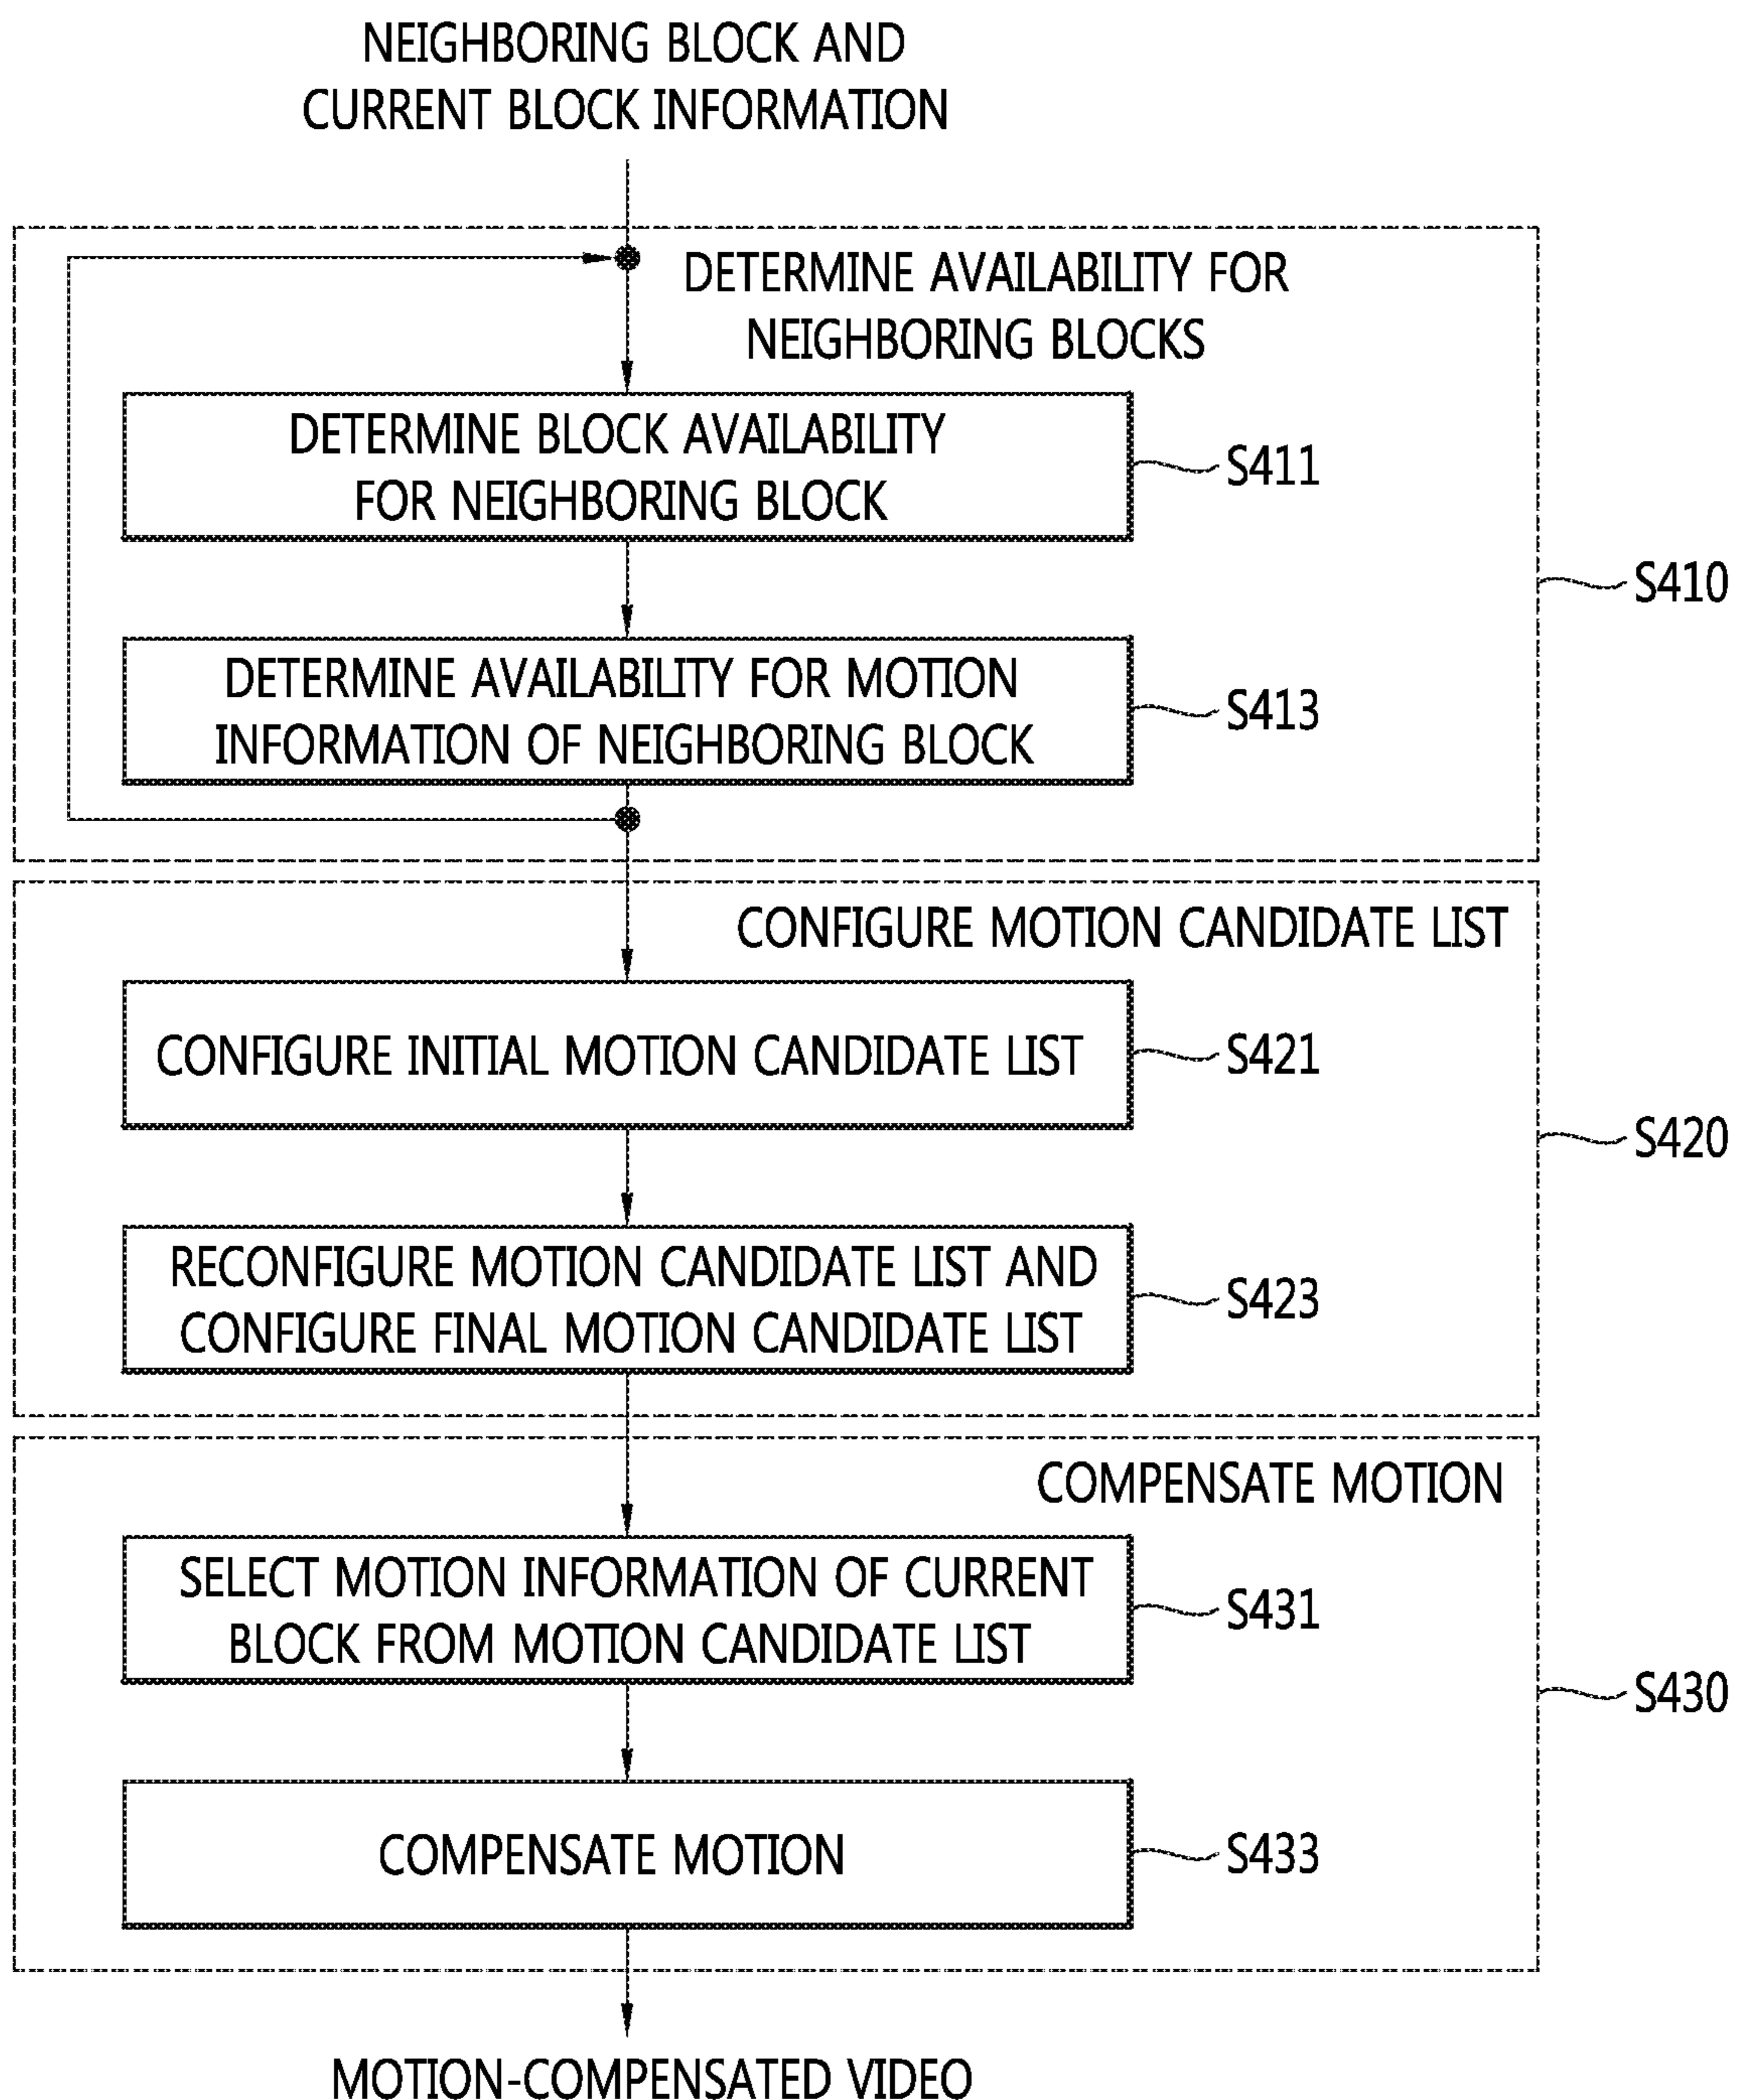 NEIGHBORING BLOCK AND
CURRENT BLOCK INFORMATION
DETERMINE AVAILABILITY FOR
NEIGHBORING BLOCKS
DETERMINE BLOCK AVAILABILITY
FOR NEIGHBORING BLOCK
S411
S410
DETERMINE AVAILABILITY FOR MOTION
INFORMATION OF NEIGHBORING BLOCK
S413
CONFIGURE MOTION CANDIDATE LIST
CONFIGURE INITIAL MOTION CANDIDATE LIST
S421
S420
RECONFIGURE MOTION CANDIDATE LIST AND
CONFIGURE FINAL MOTION CANDIDATE LIST
S423
COMPENSATE MOTION
SELECT MOTION INFORMATION OF CURRENT
BLOCK FROM MOTION CANDIDATE LIST
S431
S430
COMPENSATE MOTION
S433
MOTION-COMPENSATED VIDEO